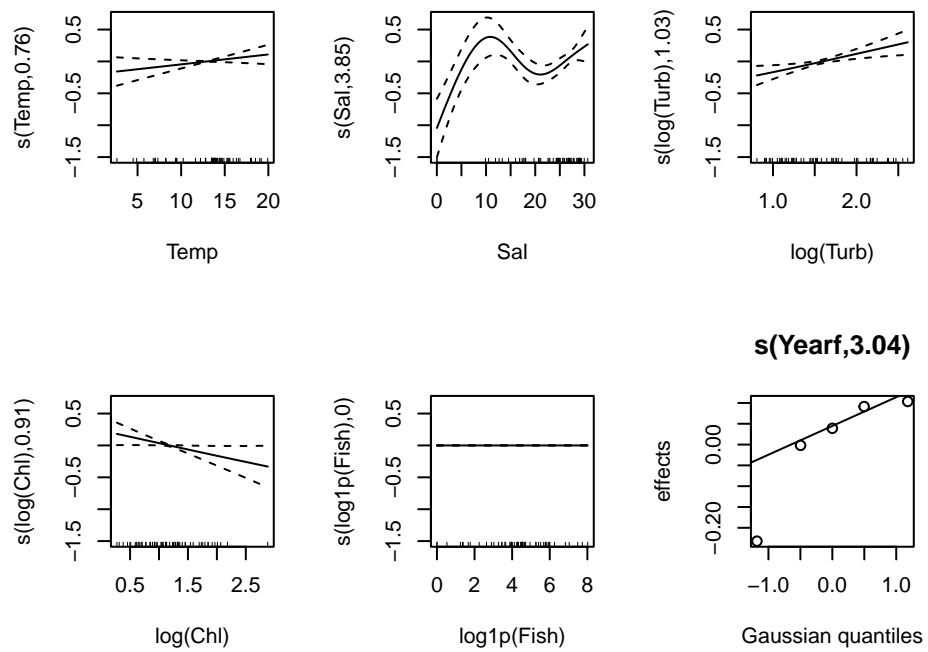 s(Temp,0.76)
0.5
−0.5
−1.5
5 10 15 20
Temp
s(Sal,3.85)
0.5
−0.5
−1.5
0 10 20 30
Sal
s(log(Turb),1.03)
0.5
−0.5
−1.5
1.0 2.0
log(Turb)
s(log(Chl),0.91)
0.5
−0.5
−1.5
0.5 1.5 2.5
log(Chl)
s(log1p(Fish),0)
0.5
−0.5
−1.5
0 2 4 6 8
log1p(Fish)
s(Yearf,3.04)
effects
0.00
−0.20
−1.0 0.0 1.0
Gaussian quantiles